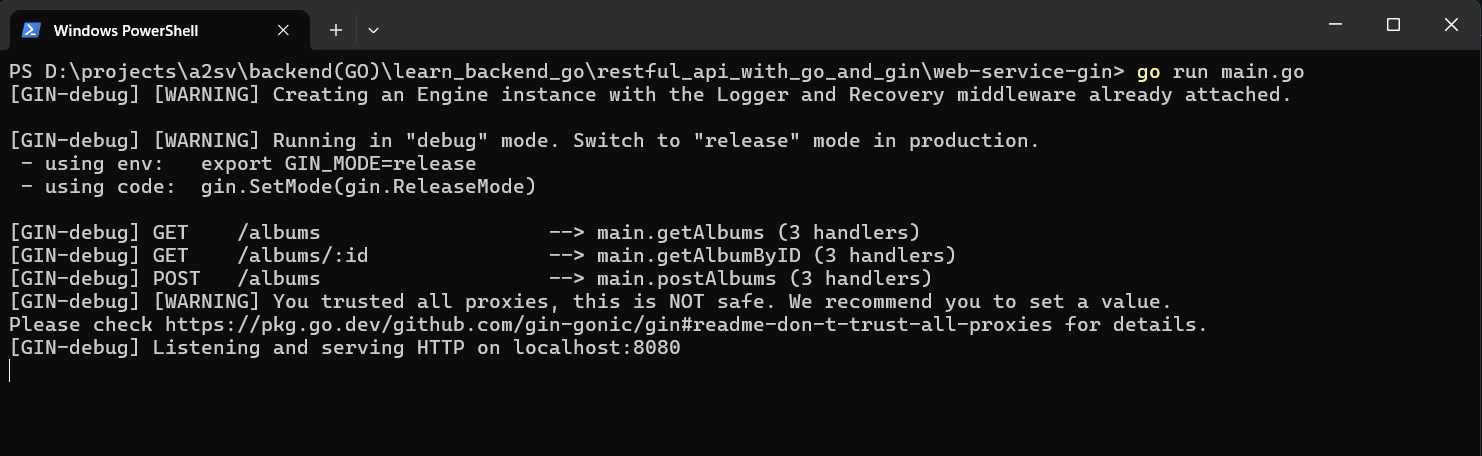 Windows PowerShell
PS D:\projects\a2sv\backend(GO)\learn_backend_go\restful_api_with_go_and_gin\web-service-gin> go run main.go
[GIN-debug] [WARNING] Creating an Engine instance with the Logger and Recovery middleware already attached.

[GIN-debug] [WARNING] Running in "debug" mode. Switch to "release" mode in production.
 - using env:   export GIN_MODE=release
 - using code:  gin.SetMode(gin.ReleaseMode)

[GIN-debug] GET    /albums                   --> main.getAlbums (3 handlers)
[GIN-debug] GET    /albums/:id               --> main.getAlbumByID (3 handlers)
[GIN-debug] POST   /albums                   --> main.postAlbums (3 handlers)
[GIN-debug] [WARNING] You trusted all proxies, this is NOT safe. We recommend you to set a value.
Please check https://pkg.go.dev/github.com/gin-gonic/gin#readme-don-t-trust-all-proxies for details.
[GIN-debug] Listening and serving HTTP on localhost:8080